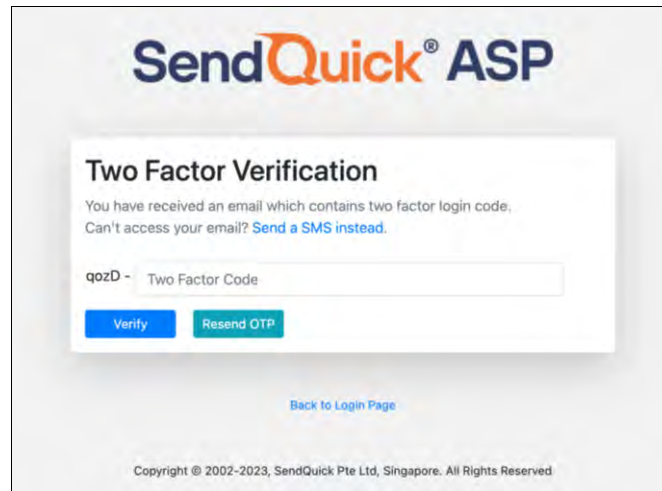 SendQuick® ASP
Two Factor Verification
You have received an email which contains two factor login code.
Can't access your email? Send a SMS instead.
qozD - Two Factor Code
Verify Resend OTP
Back to Login Page
Copyright © 2002-2023, SendQuick Pte Ltd, Singapore. All Rights Reserved